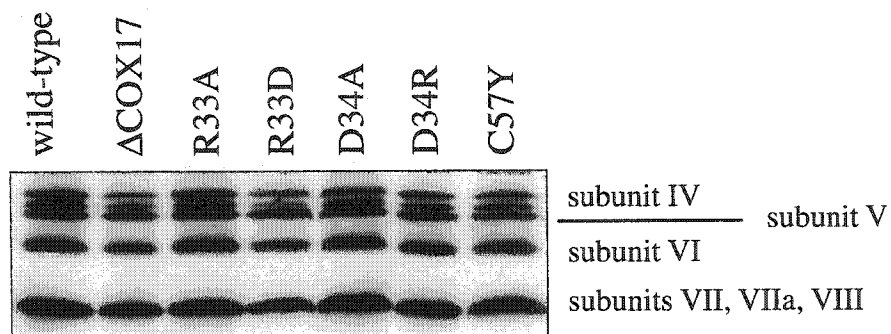 wild-type
ΔCOX17
R33A
R33D
D34A
D34R
C57Y
subunit IV
subunit V
subunit VI
subunits VII, VIIa, VIII